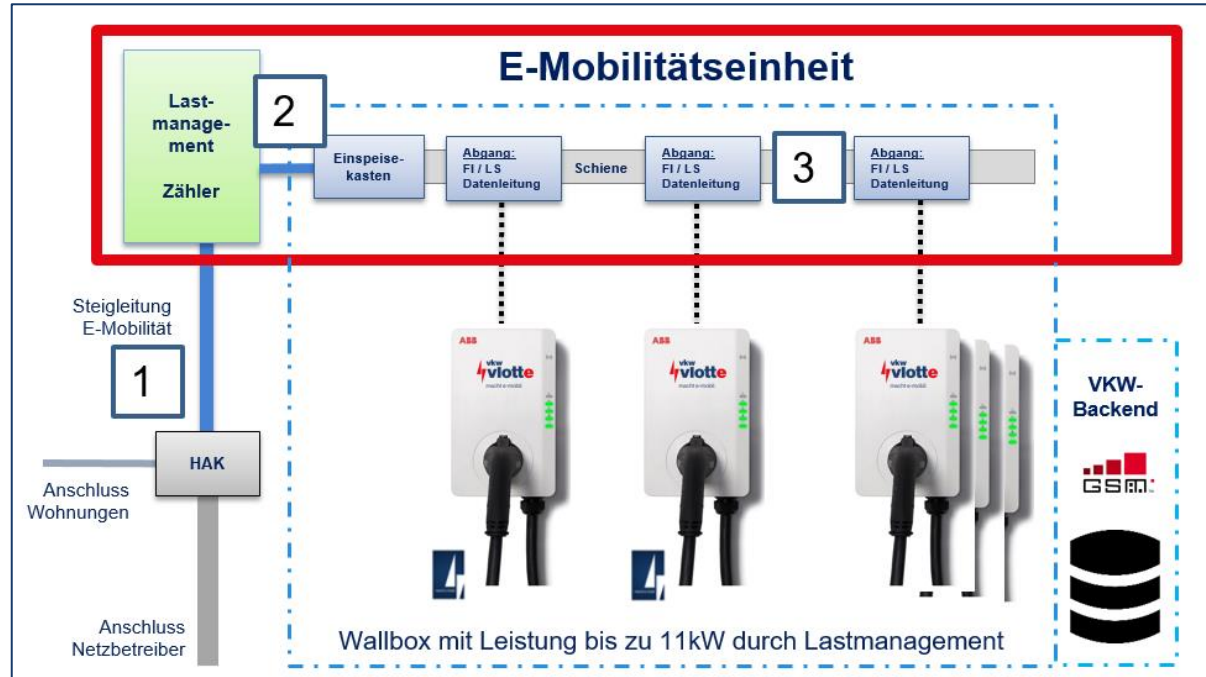 E-Mobilitätseinheit
Last-
manage-
ment
Zähler
2
Einspeise-
kasten
Abgang:
FI / LS
Datenleitung
Schiene
Abgang:
FI / LS
Datenleitung
3
Abgang:
FI / LS
Datenleitung
Steigleitung
E-Mobilität
1
HAK
Anschluss
Wohnungen
Anschluss
Netzbetreiber
ABB
vkw
vlotte
ABB
vkw
vlotte
ABB
vkw
vlotte
VKW-
Backend
GSM
Wallbox mit Leistung bis zu 11kW durch Lastmanagement